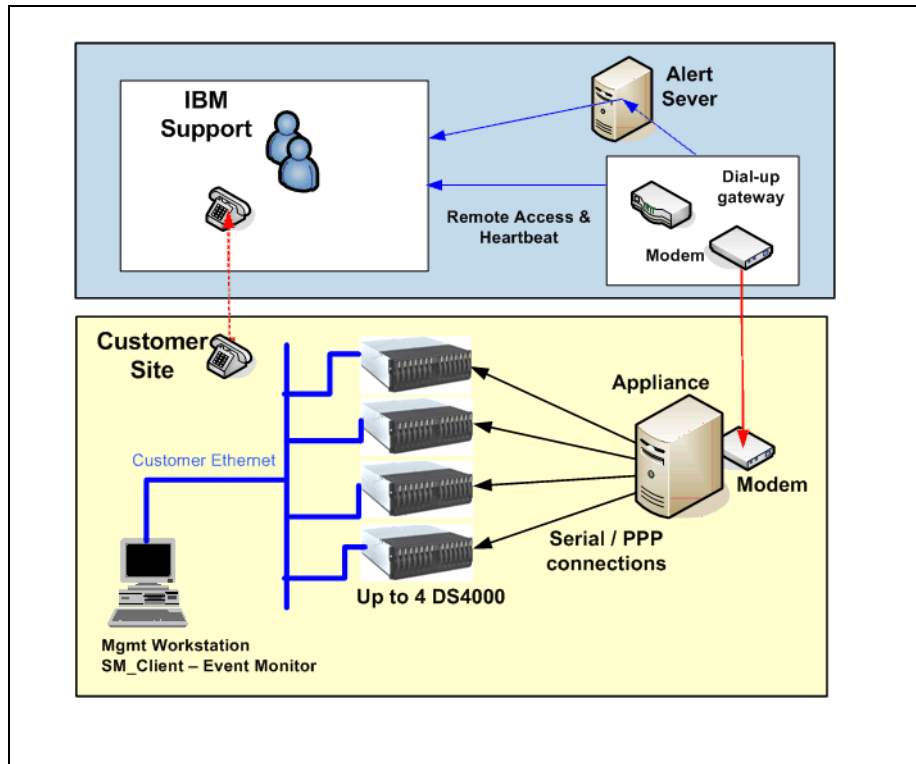 IBM
Support
Alert
Sever
Dial-up
gateway
Modem
Remote Access &
Heartbeat
Customer
Site
Appliance
Customer Ethernet
Modem
Serial / PPP
connections
Up to 4 DS4000
Mgmt Workstation
SM_Client – Event Monitor